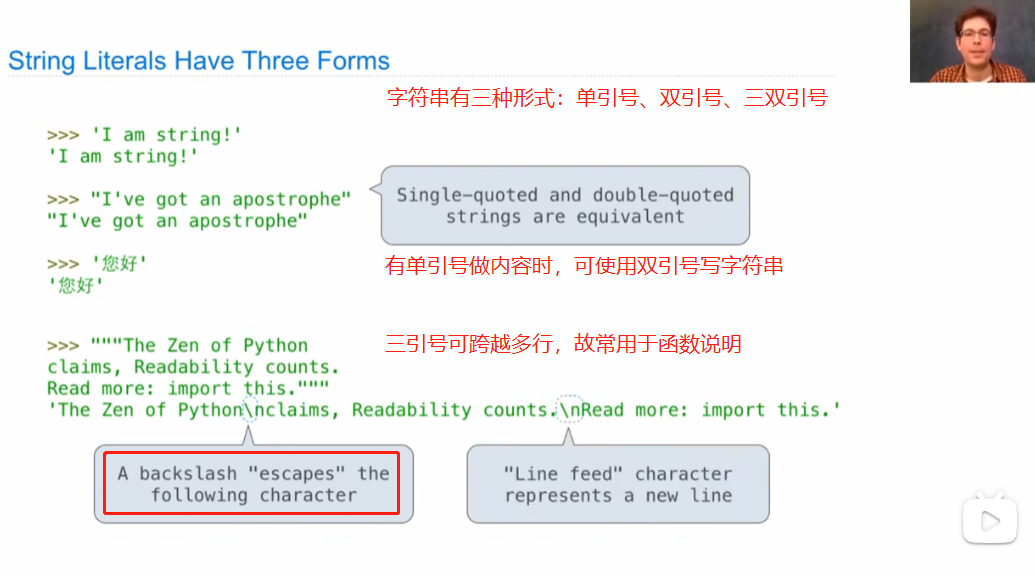 String Literals Have Three Forms
字符串有三种形式：单引号、双引号、三双引号
>>> 'I am string!'
'I am string!'
>>> "I've got an apostrophe"
"I've got an apostrophe"
Single-quoted and double-quoted
strings are equivalent
>>> '您好'
'您好'
有单引号做内容时，可使用双引号写字符串
>>> """The Zen of Python
claims, Readability counts.
Read more: import this."""
三引号可跨越多行，故常用于函数说明
'The Zen of Python\nclaims, Readability counts.\nRead more: import this.'
A backslash "escapes" the
following character
"Line feed" character
represents a new line